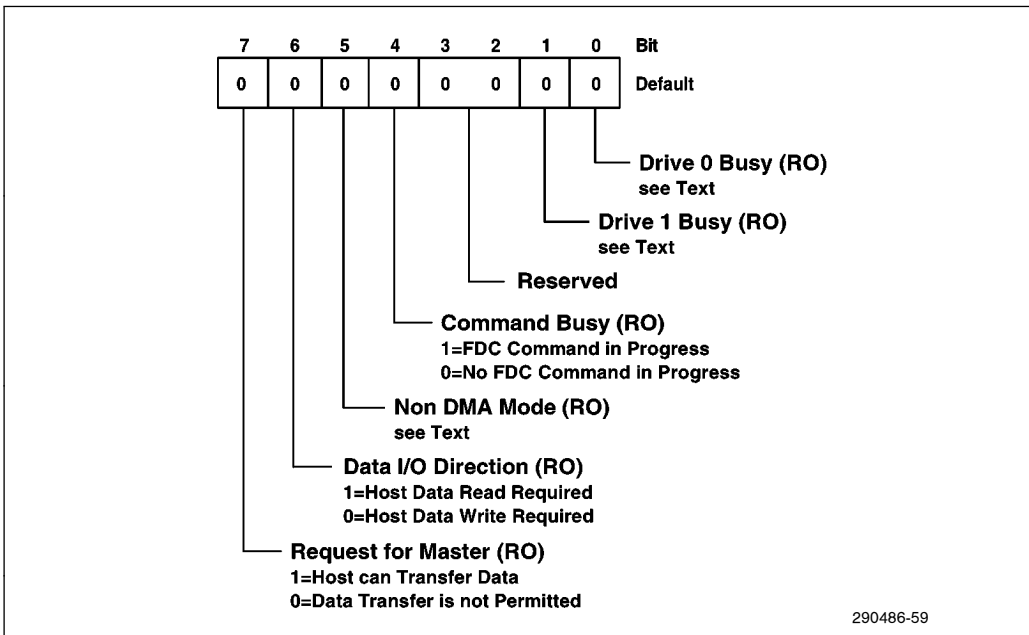 7 6 5 4 3 2 1 0 Bit
0 0 0 0 0 0 0 0 Default
Drive 0 Busy (RO)
see Text
Drive 1 Busy (RO)
see Text
Reserved
Command Busy (RO)
1=FDC Command in Progress
0=No FDC Command in Progress
Non DMA Mode (RO)
see Text
Data I/O Direction (RO)
1=Host Data Read Required
0=Host Data Write Required
Request for Master (RO)
1=Host can Transfer Data
0=Data Transfer is not Permitted
290486-59